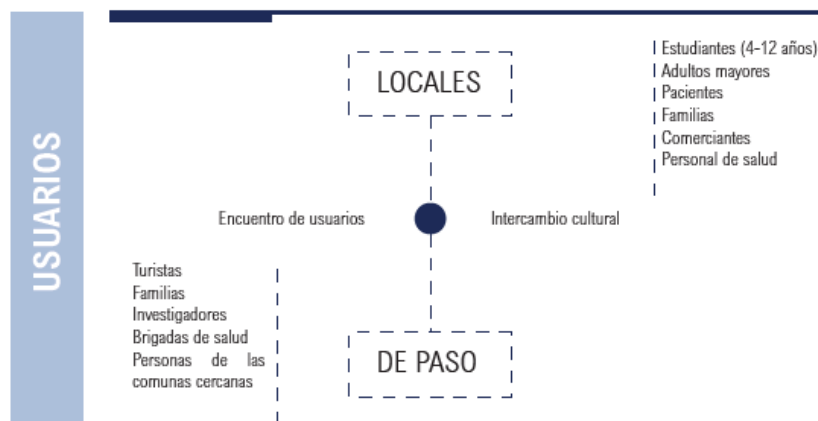 USUARIOS
LOCALES
Estudiantes (4-12 años)
Adultos mayores
Pacientes
Familias
Comerciantes
Personal de salud
Encuentro de usuarios
Intercambio cultural
Turistas
Familias
Investigadores
Brigadas de salud
Personas de las
comunas cercanas
DE PASO